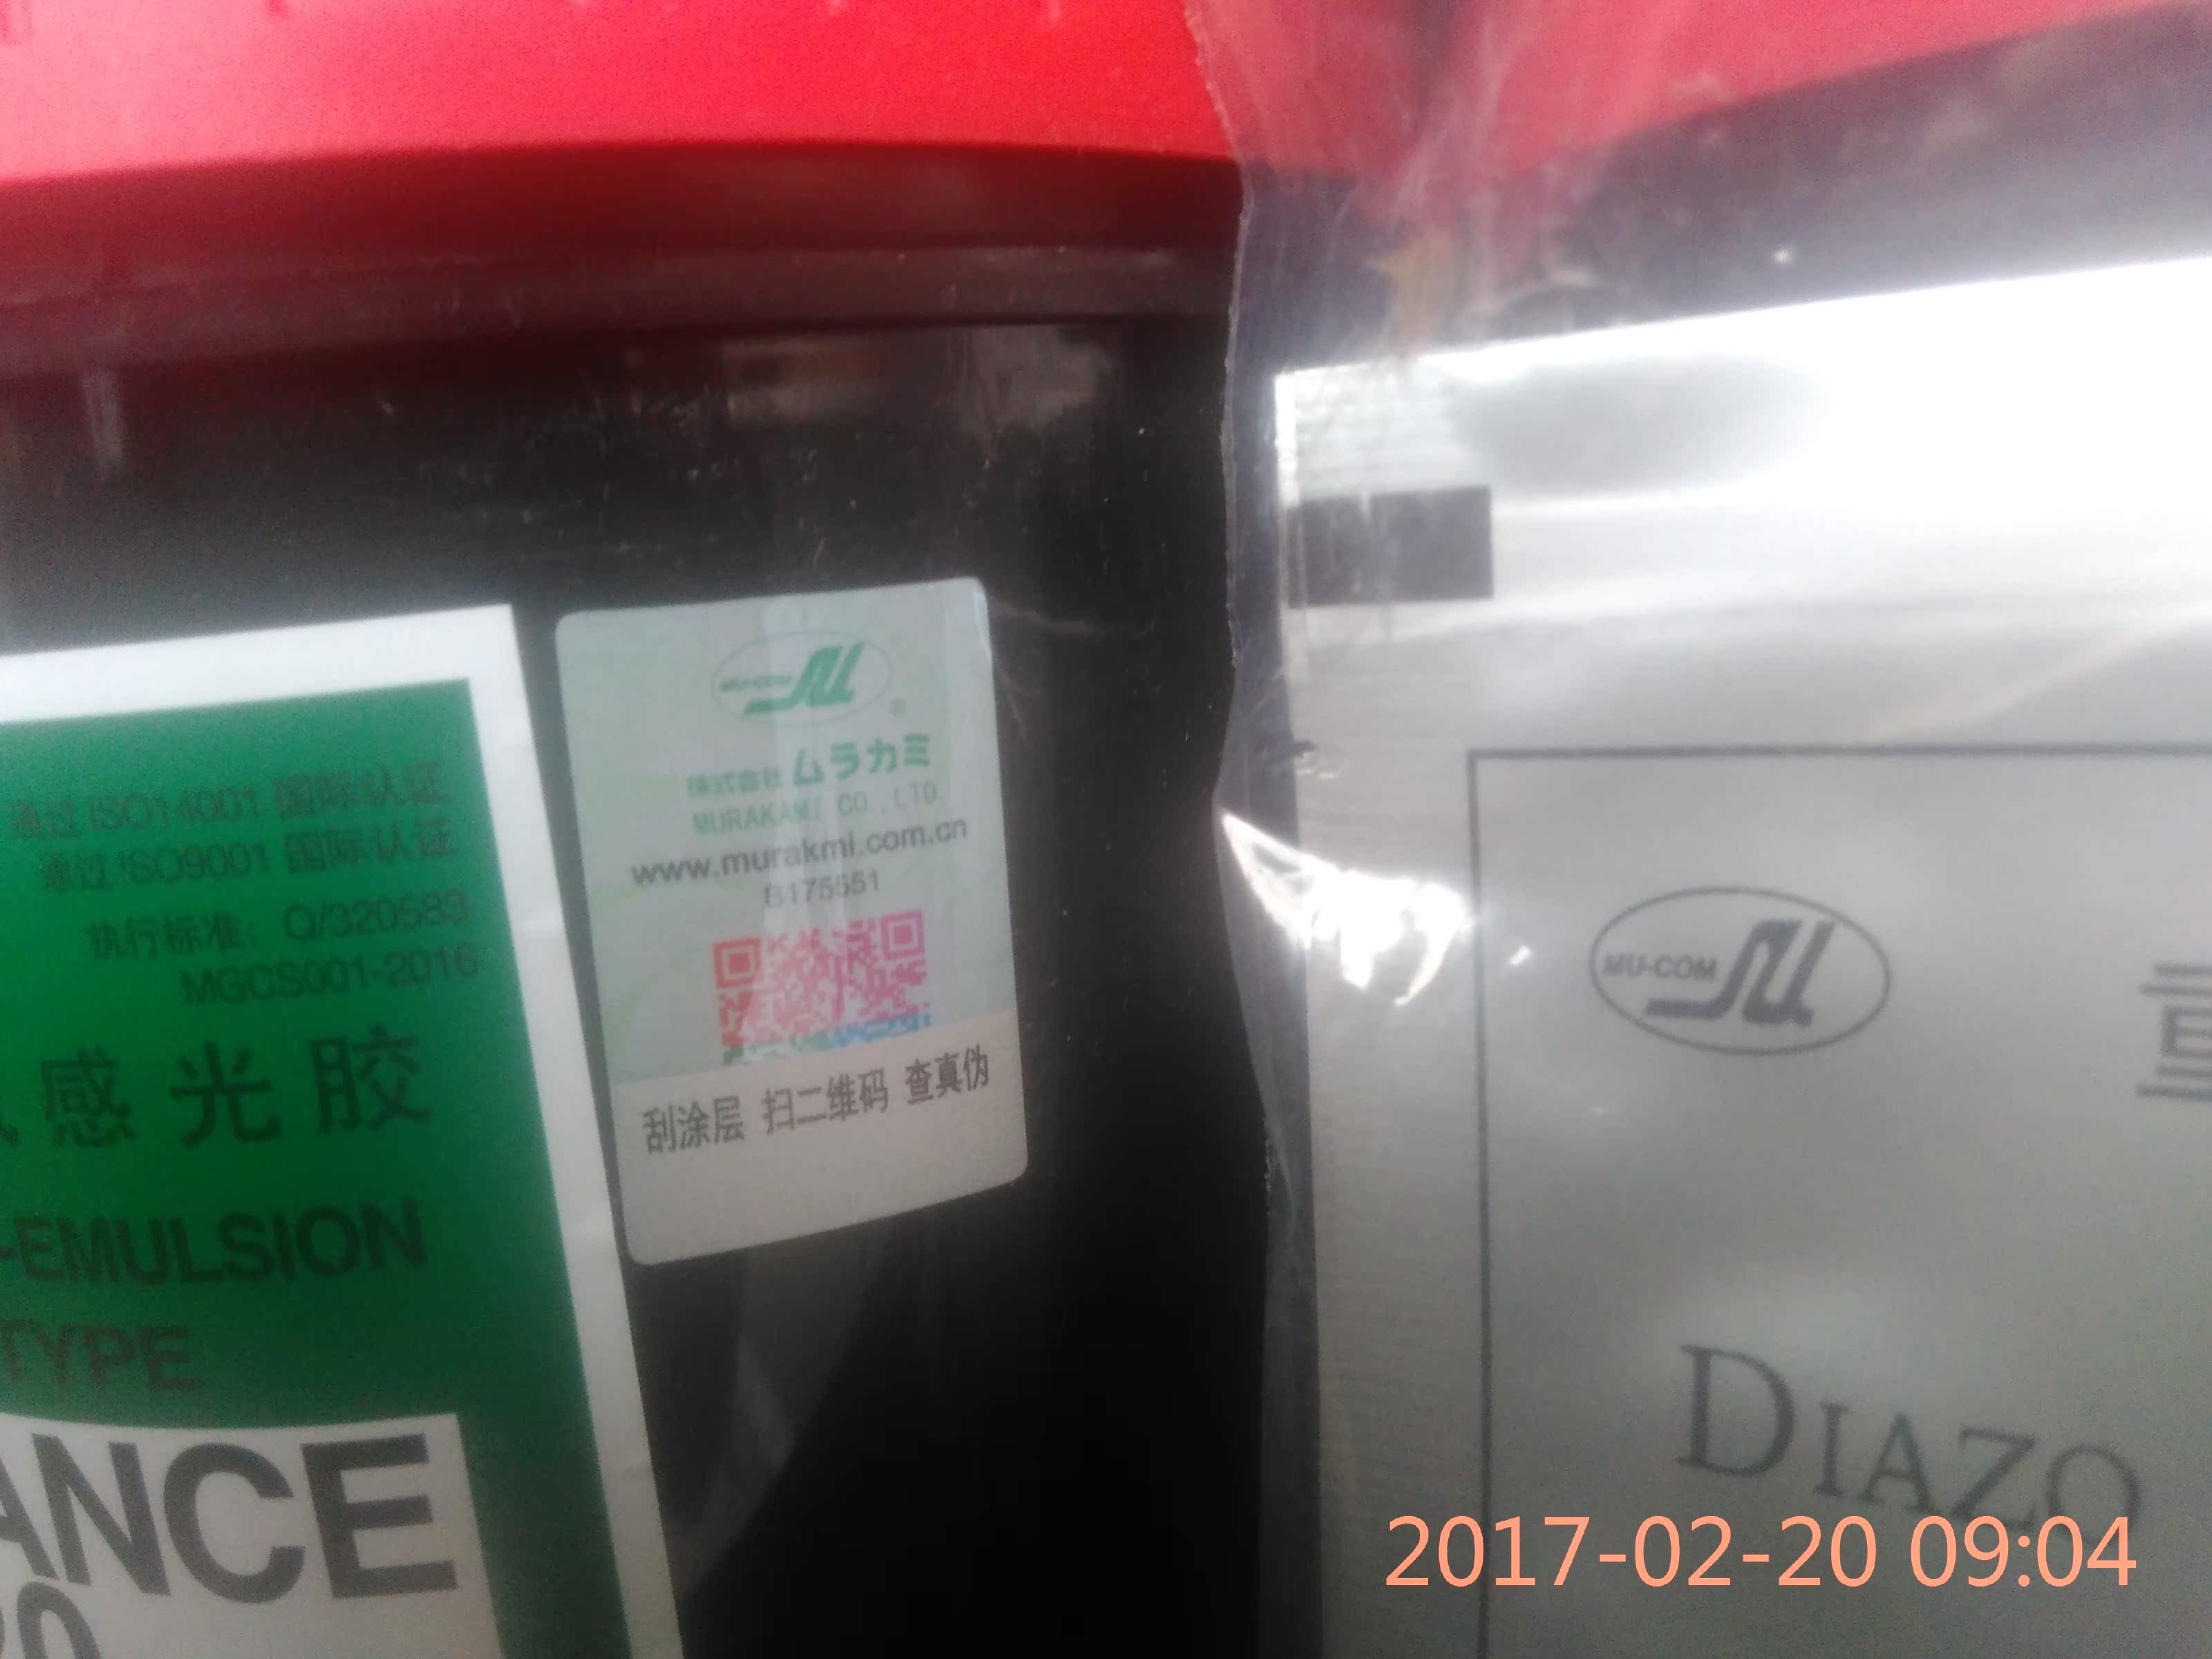 通过ISO14001 国际认证
通过ISO9001 国际认证
执行标准: Q/320583
MGCS001-2016
感光胶
-EMULSION
TYPE
ANCE
MU-COM
®
株式会社 ムラカミ
MURAKAMI CO.,LTD.
www.murakmi.com.cn
B175551
刮涂层 扫二维码 查真伪
MU-COM
DIAZO
2017-02-20 09:04